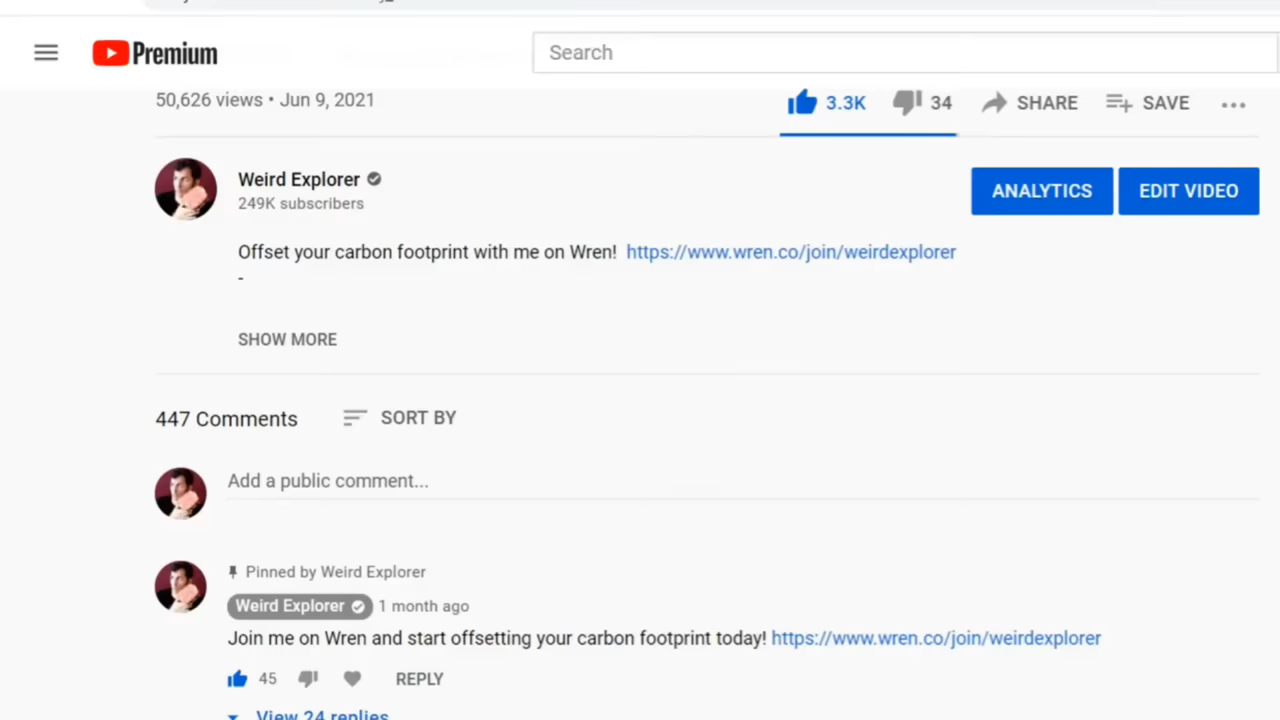 Premium
Search
50,626 views • Jun 9, 2021
3.3K
34
SHARE
SAVE
Weird Explorer
249K subscribers
ANALYTICS
EDIT VIDEO
Offset your carbon footprint with me on Wren! https://www.wren.co/join/weirdexplorer
-
SHOW MORE
447 Comments
SORT BY
Add a public comment...
Pinned by Weird Explorer
Weird Explorer 1 month ago
Join me on Wren and start offsetting your carbon footprint today! https://www.wren.co/join/weirdexplorer
45
REPLY
View 24 replies